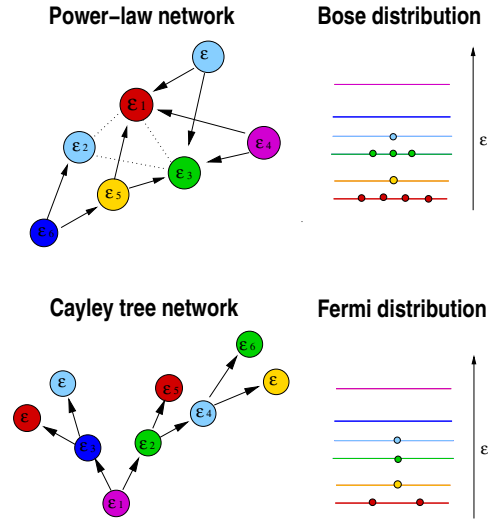 Power-law network
Bose distribution
ε
ε1
ε2
ε4
ε3
ε5
ε6
ε
Cayley tree network
Fermi distribution
ε6
ε
ε5
ε
ε
ε4
ε2
ε3
ε1
ε